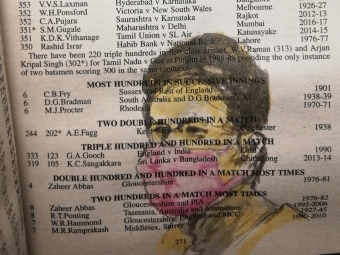 353 V.V.S.Laxman Hyderabad v Karnataka Bangalore 1999-00
352 W.H.Ponsford Victoria v New South Wales Melbourne 1926-27
352 C.A.Pujara Saurashtra v Karnataka Rajkot 2012-13
351* S.M.Gugale Maharashtra v Delhi Mumbai 2016-17
351 K.D.K.Vithanage Tamil Union v SL Air Katunayake 2014-15
350 Rashid Israr Habib Bank v National Lahore 1976-77
There have been 220 triple hundreds in first-class cricket, W.V.Raman (313) and Arjan
Kripal Singh (302*) for Tamil Nadu v Goa at Panjim in 1988-89 providing the only instance
of two batsmen scoring 300 in the same innings.
MOST HUNDREDS IN SUCCESSIVE INNINGS
6 C.B.Fry Sussex Rest of England 1901
6 D.G.Bradman South Australia and D.G. XI 1938-39
6 M.J.Procter Rhodesia 1970-71
TWO DOUBLE HUNDREDS IN A MATCH
244 202* A.E.Fagg 1938
TRIPLE HUNDRED AND HUNDRED IN A MATCH
333 123 G.A.Gooch England v India 1990
319 105 K.C.Sangakkara Sri Lanka v Bangladesh Chittagong 2013-14
DOUBLE HUNDRED AND HUNDRED IN A MATCH MOST TIMES
4 Zaheer Abbas Gloucestershire 1976-81
TWO HUNDREDS IN A MATCH MOST TIMES
8 Zaheer Abbas Gloucestershire and PIA 1976-82
8 R.T.Ponting Tasmania, Australia and Australians 1992-2006
7 W.R.Hammond Gloucestershire, England and MCC 1927-45
7 M.R.Ramprakash Middlesex, Surrey 1990-2010
271